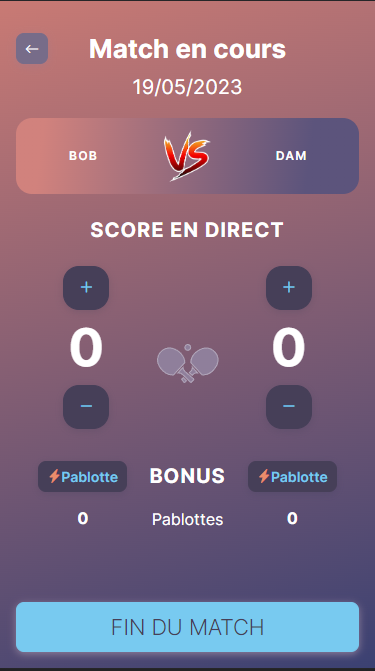 ←
Match en cours
19/05/2023
BOB VS DAM
SCORE EN DIRECT
+ +
0 0
− −
Pablotte BONUS Pablotte
0 Pablottes 0
FIN DU MATCH